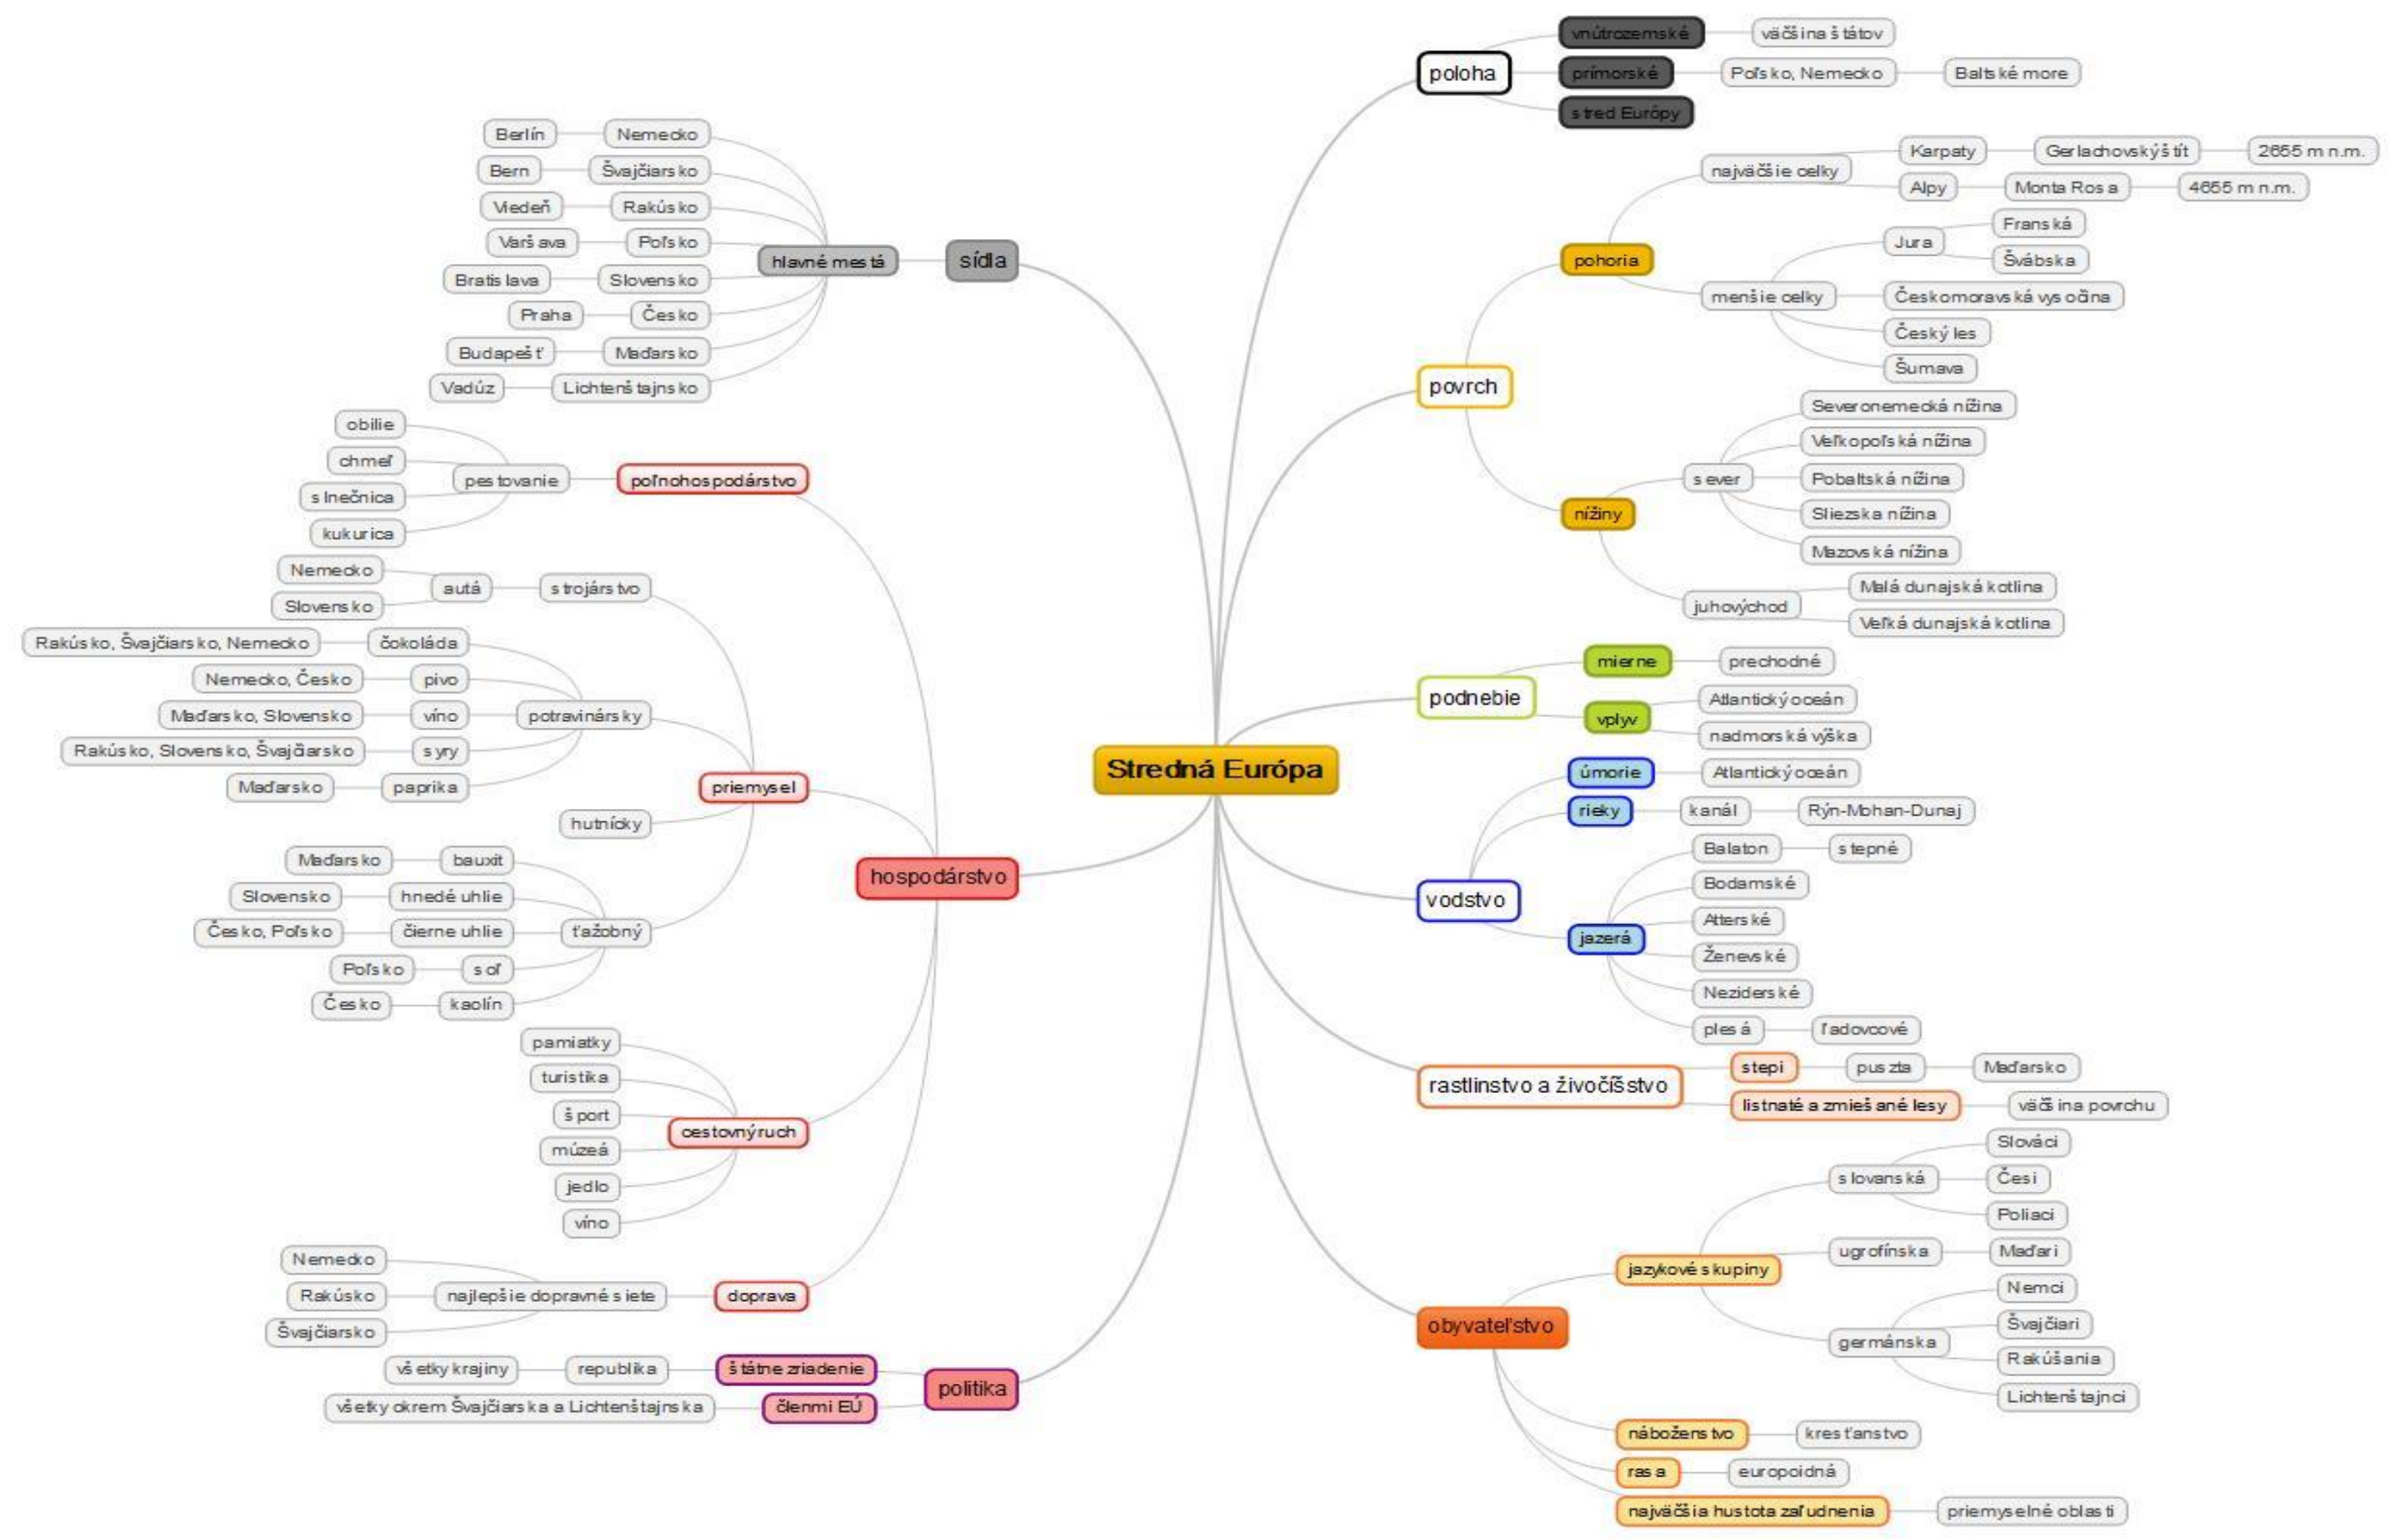 Stredná Európa
poloha
vnútrozemské
väčšina štátov
prímorské
Poľsko, Nemecko
Baltské more
stred Európy
povrch
pohoria
najväčšie celky
Karpaty
Gerlachovský štít
2655 m n.m.
Alpy
Monta Rosa
4655 m n.m.
menšie celky
Jura
Franská
Švábska
Českomoravská vysočina
Český les
Šumava
nížiny
sever
Severonemecká nížina
Veľkopoľská nížina
Pobaltská nížina
Sliezska nížina
Mazovská nížina
juhovýchod
Malá dunajská kotlina
Veľká dunajská kotlina
podnebie
mierne
prechodné
vplyv
Atlantický oceán
nadmorská výška
vodstvo
úmorie
Atlantický oceán
rieky
kanál
Rýn-Mohan-Dunaj
jazerá
Balaton
stepné
Bodamské
Atterské
Ženevské
Neziderské
plesá
ľadovcové
rastlinstvo a živočíšstvo
stepi
puszta
Maďarsko
listnaté a zmiešané lesy
väčšina povrchu
obyvateľstvo
jazykové skupiny
slovanská
Slováci
Česi
Poliaci
ugrofínska
Maďari
germánska
Nemci
Švajčiari
Rakúšania
Lichtenštajnci
náboženstvo
kresťanstvo
rasa
europoidná
najväčšia hustota zaľudnenia
priemyselné oblasti
sídla
hlavné mestá
Nemecko
Berlín
Švajčiarsko
Bern
Rakúsko
Viedeň
Poľsko
Varšava
Slovensko
Bratislava
Česko
Praha
Maďarsko
Budapešť
Lichtenštajnsko
Vadúz
hospodárstvo
poľnohospodárstvo
pestovanie
obilie
chmeľ
slnečnica
kukurica
priemysel
strojárstvo
autá
Nemecko
Slovensko
potravinársky
čokoláda
Rakúsko, Švajčiarsko, Nemecko
pivo
Nemecko, Česko
víno
Maďarsko, Slovensko
syry
Rakúsko, Slovensko, Švajčiarsko
paprika
Maďarsko
hutnícky
ťažobný
bauxit
Maďarsko
hnedé uhlie
Slovensko
čierne uhlie
Česko, Poľsko
soľ
Poľsko
kaolín
Česko
cestovný ruch
pamiatky
turistika
šport
múzeá
jedlo
víno
doprava
najlepšie dopravné siete
Nemecko
Rakúsko
Švajčiarsko
politika
štátne zriadenie
republika
všetky krajiny
členmi EÚ
všetky okrem Švajčiarska a Lichtenštajnska